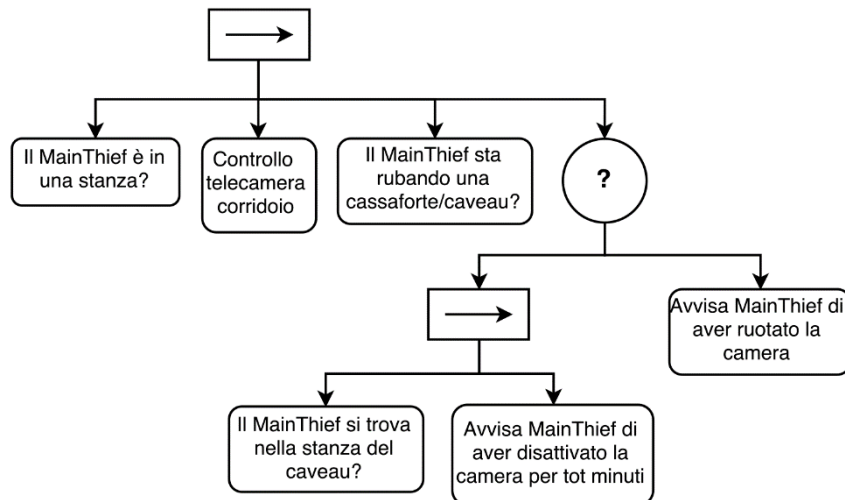 Il MainThief è in
una stanza?
Controllo
telecamera
corridoio
Il MainThief sta
rubando una
cassaforte/caveau?
?
Avvisa MainThief di
aver ruotato la
camera
Il MainThief si trova
nella stanza del
caveau?
Avvisa MainThief di
aver disattivato la
camera per tot minuti